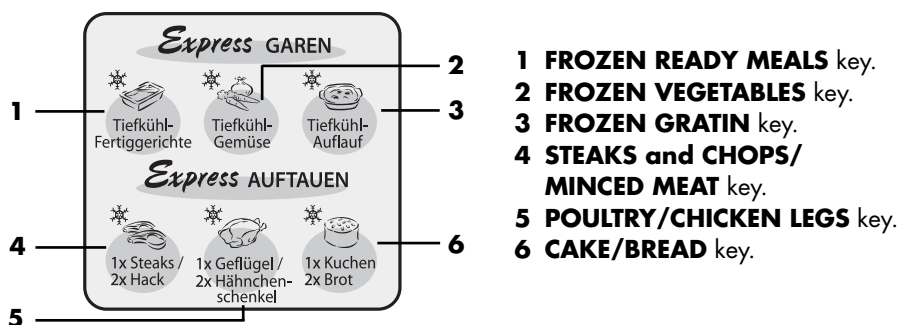 Express GAREN
1
2
3
Tiefkühl-
Fertiggerichte
Tiefkühl-
Gemüse
Tiefkühl-
Auflauf
Express AUFTAUEN
4
5
6
1x Steaks /
2x Hack
1x Geflügel /
2x Hähnchen-
schenkel
1x Kuchen
2x Brot
1 FROZEN READY MEALS key.
2 FROZEN VEGETABLES key.
3 FROZEN GRATIN key.
4 STEAKS and CHOPS/
MINCED MEAT key.
5 POULTRY/CHICKEN LEGS key.
6 CAKE/BREAD key.